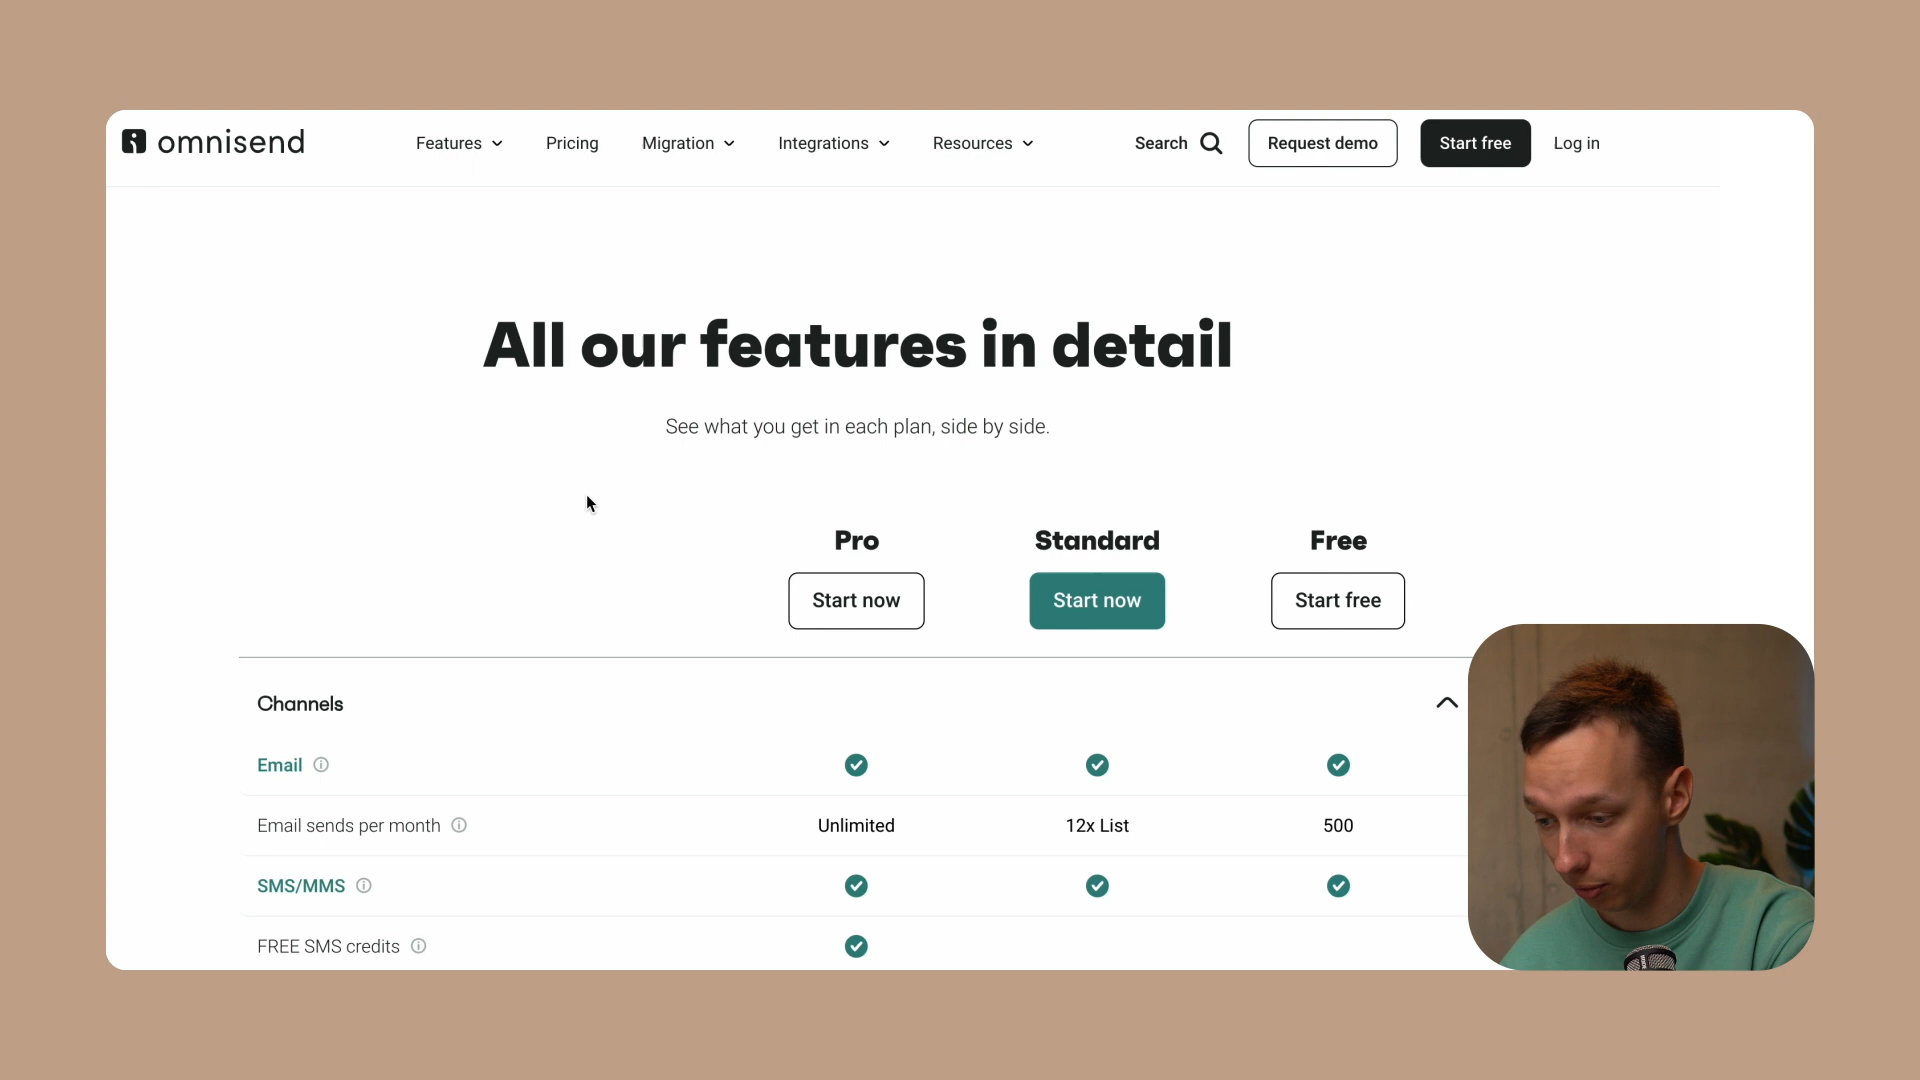 omnisend
Features Pricing Migration Integrations Resources Search Request demo Start free Log in
All our features in detail
See what you get in each plan, side by side.
Pro Standard Free
Start now Start now Start free
Channels
Email
Email sends per month Unlimited 12x List 500
SMS/MMS
FREE SMS credits